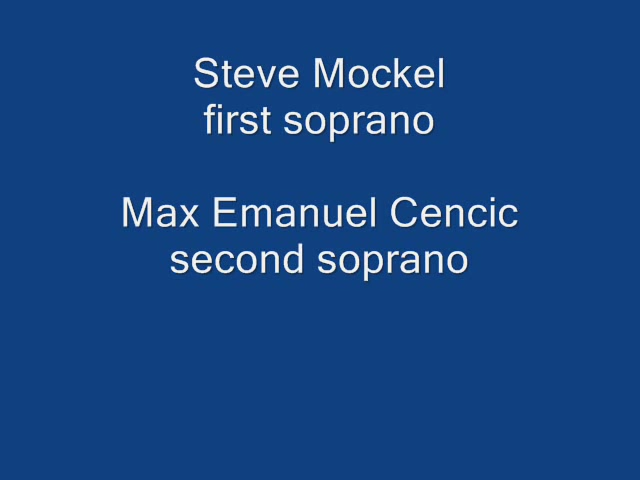 Steve Mockel
first soprano
Max Emanuel Cencic
second soprano